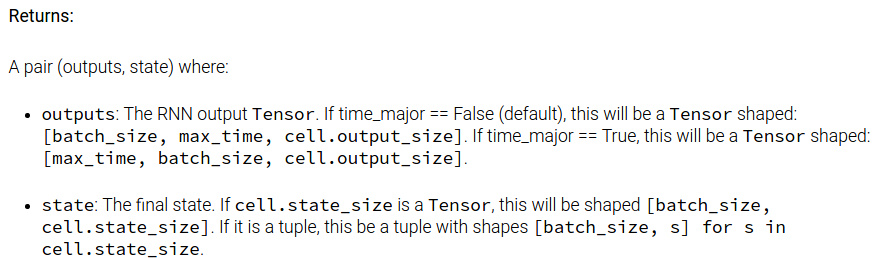 Returns:
A pair (outputs, state) where:
• outputs: The RNN output Tensor. If time_major == False (default), this will be a Tensor shaped:
[batch_size, max_time, cell.output_size]. If time_major == True, this will be a Tensor shaped:
[max_time, batch_size, cell.output_size].
• state: The final state. If cell.state_size is a Tensor, this will be shaped [batch_size,
cell.state_size]. If it is a tuple, this be a tuple with shapes [batch_size, s] for s in
cell.state_size.